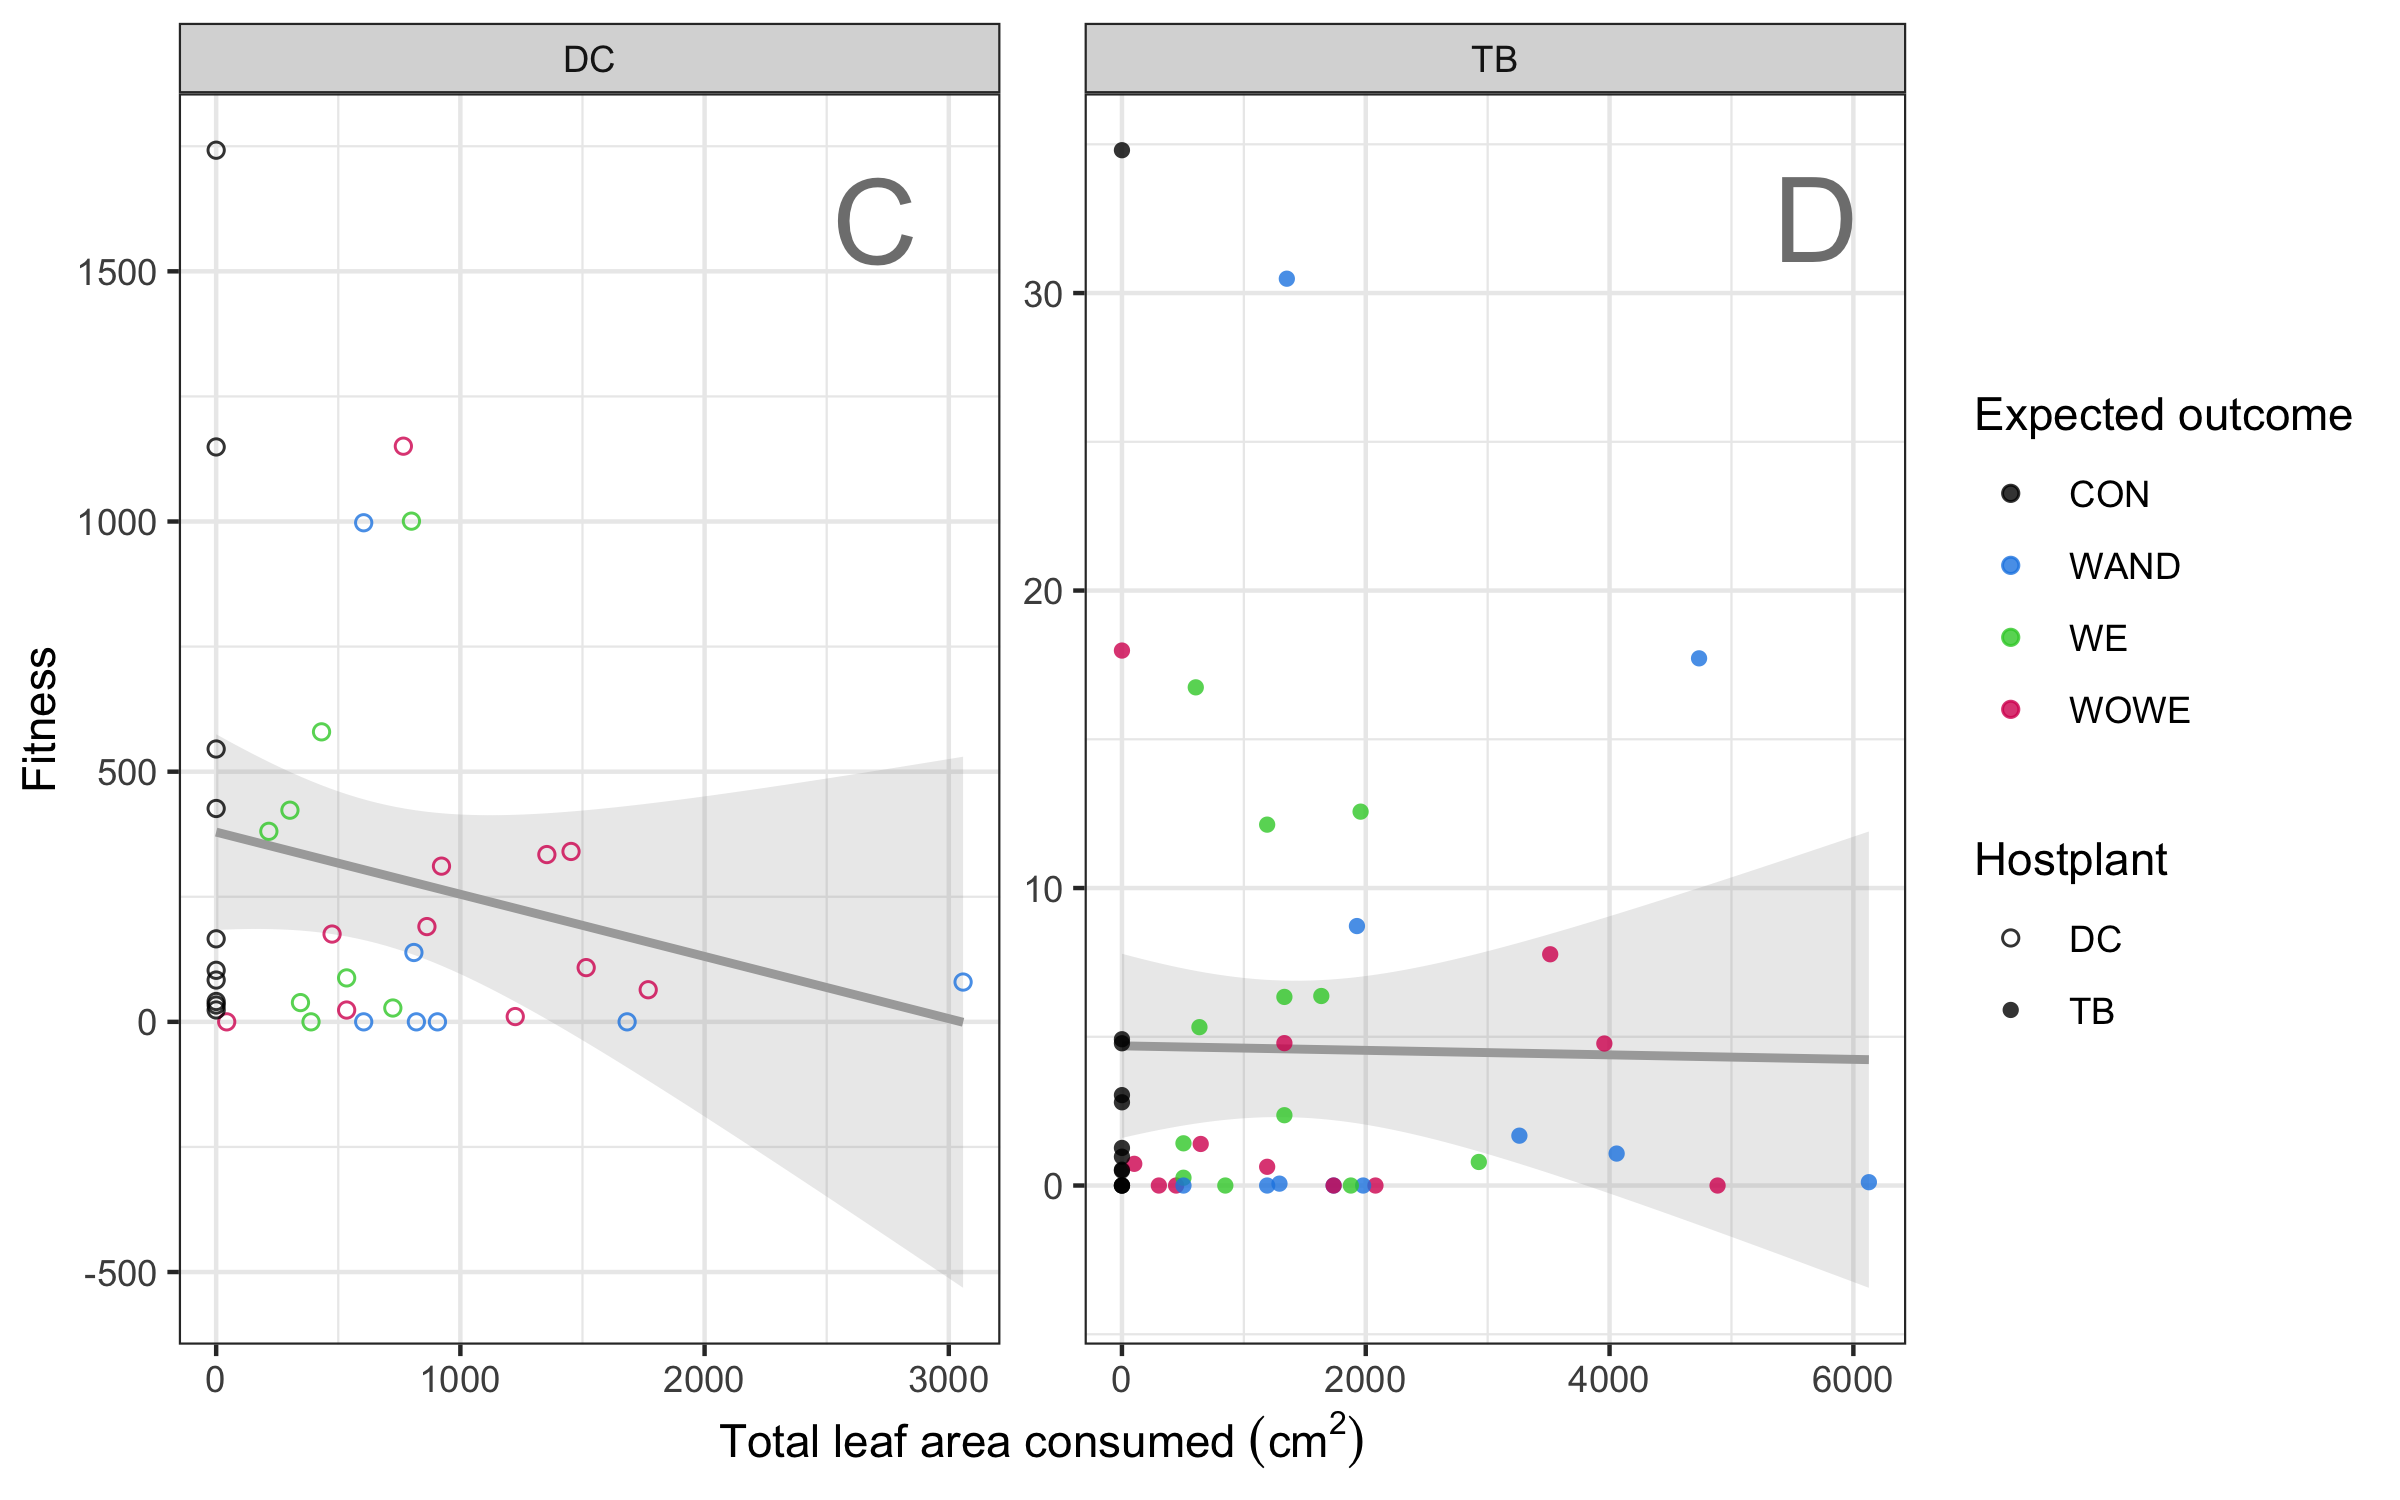 DC
TB
C
D
Fitness
1500
1000
500
0
-500
30
20
10
0
0
1000
2000
3000
0
2000
4000
6000
Total leaf area consumed (cm²)
Expected outcome
CON
WAND
WE
WOWE
Hostplant
DC
TB